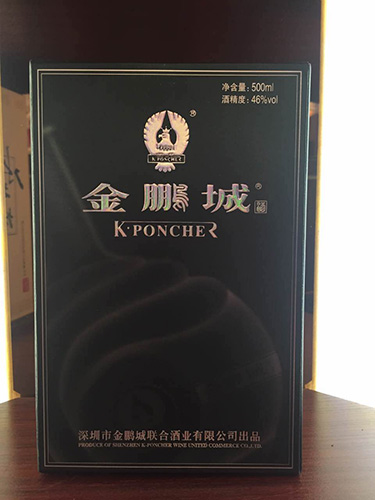 净含量：500ml
酒精度：46%vol
®
K·PONCHER
金鹏城®
K·PONCHER
深圳市金鹏城联合酒业有限公司出品
PRODUCE OF SHENZHEN K-PONCHER WINE UNITED COMMERCE CO.,LTD.